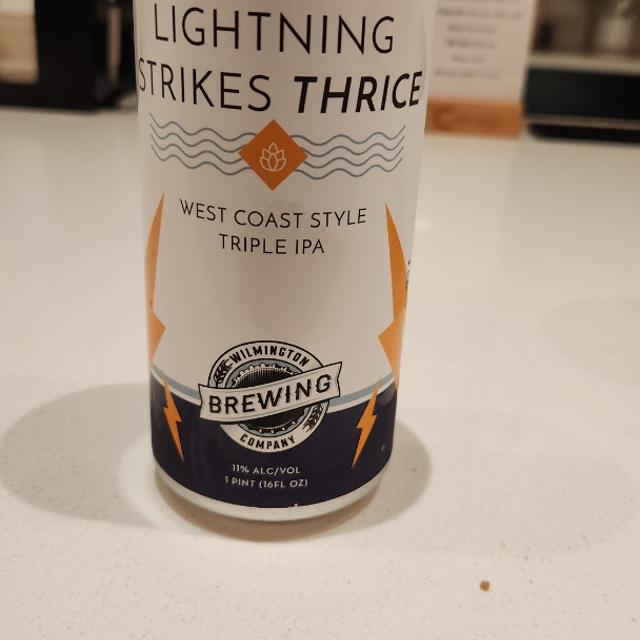 LIGHTNING
STRIKES THRICE
WEST COAST STYLE
TRIPLE IPA
WILMINGTON
BREWING
COMPANY
11% ALC/VOL
1 PINT (16FL OZ)